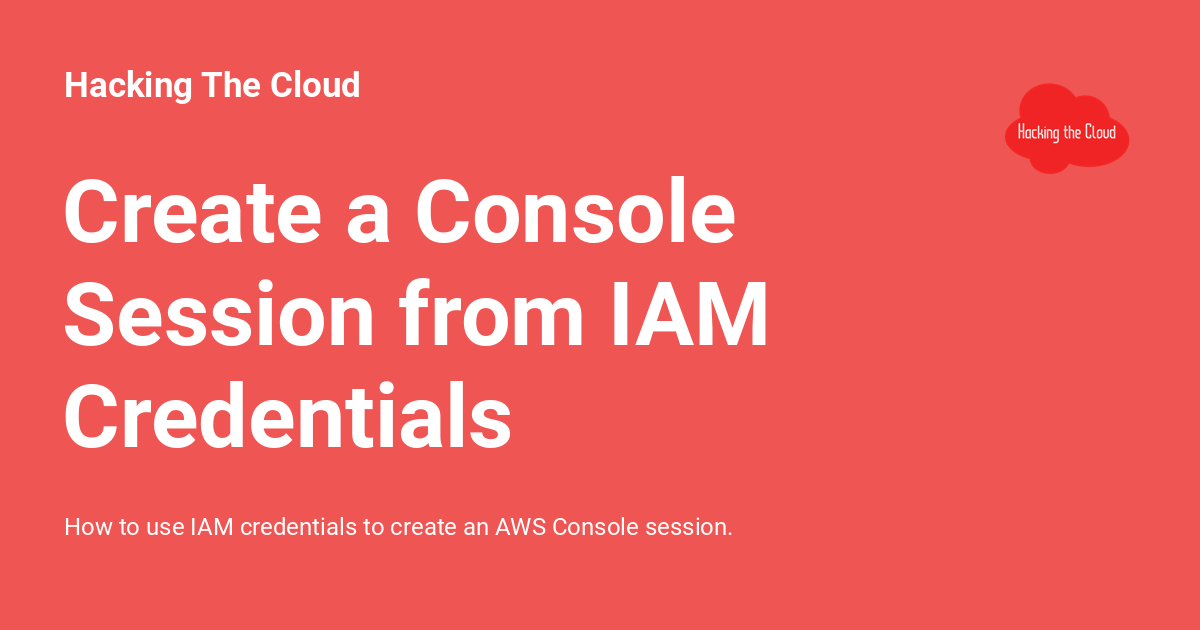 Hacking The Cloud
Hacking the Cloud
Create a Console
Session from IAM
Credentials
How to use IAM credentials to create an AWS Console session.